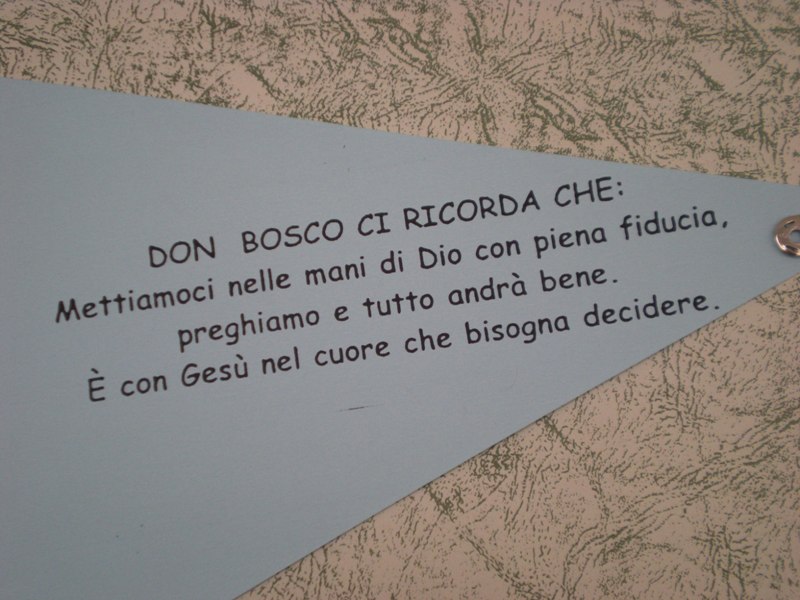 DON BOSCO CI RICORDA CHE:
Mettiamoci nelle mani di Dio con piena fiducia,
preghiamo e tutto andrà bene.
È con Gesù nel cuore che bisogna decidere.